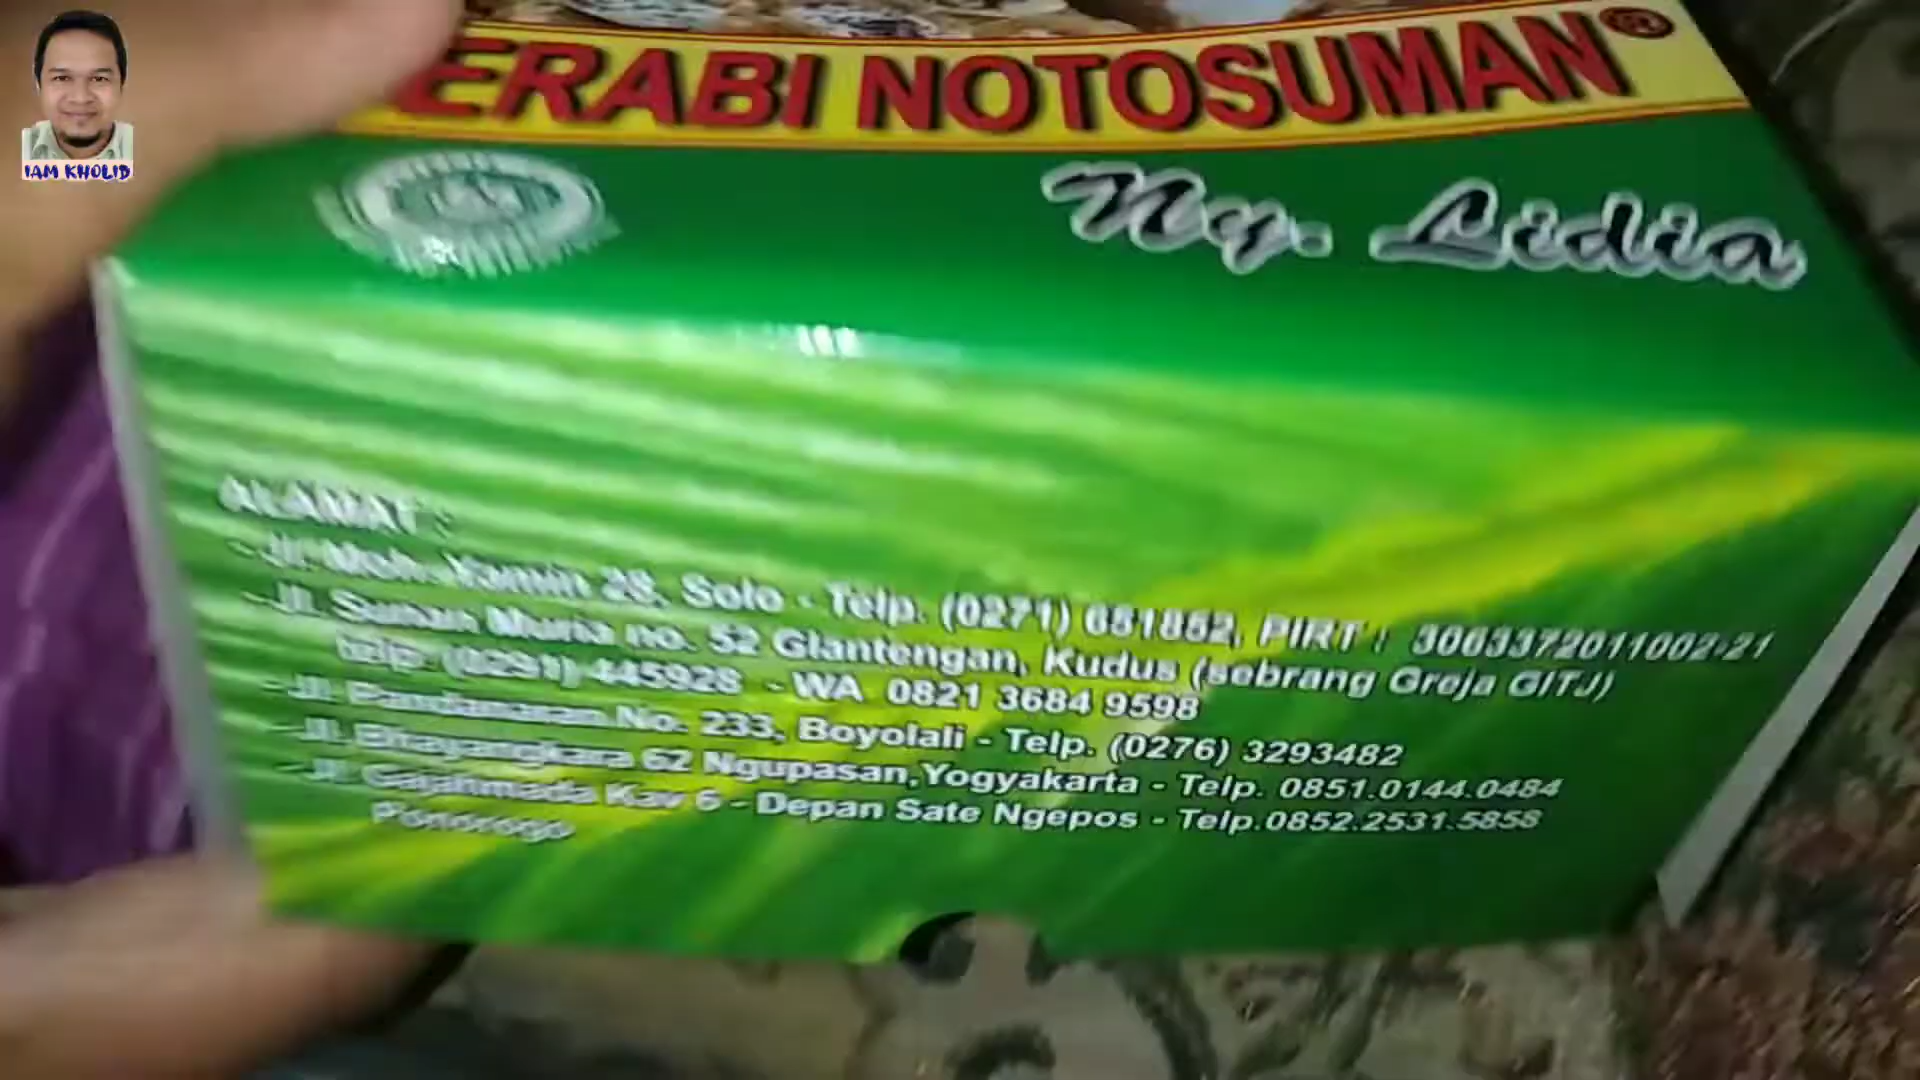 IAM KHOLID
ERABI NOTOSUMAN®
Ny. Lidia
ALAMAT :
- Jl. Moh. Yamin 28, Solo - Telp. (0271) 651852, PIRT : 3063372011002-21
- Jl. Sunan Muria no. 52 Glantengan, Kudus (sebrang Greja GITJ)
telp. (0291) 445928 - WA 0821 3684 9598
- Jl. Pandanaran No. 233, Boyolali - Telp. (0276) 3293482
- Jl. Bhayangkara 62 Ngupasan,Yogyakarta - Telp. 0851.0144.0484
- Jl. Gajahmada Kav 6 - Depan Sate Ngepos - Telp.0852.2531.5858
Ponorogo